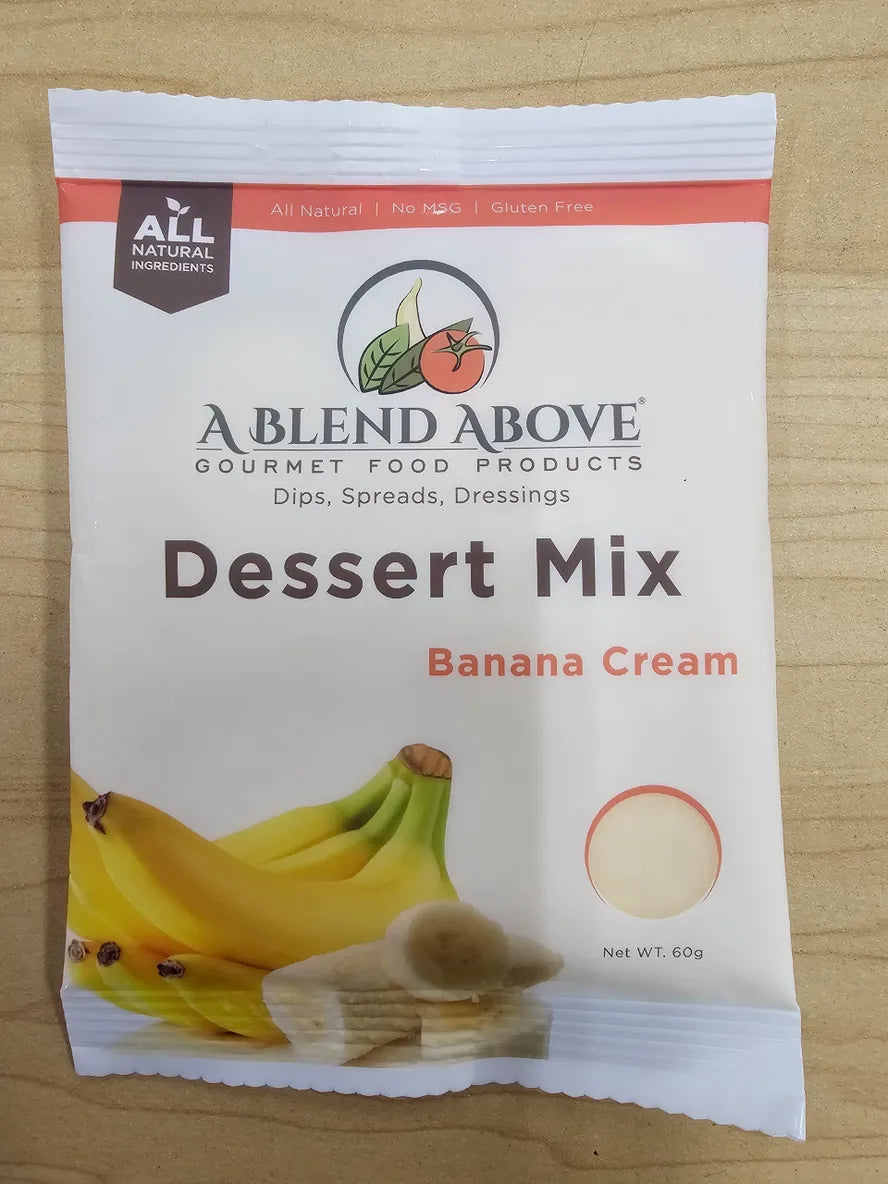 All Natural | No MSG | Gluten Free
ALL
NATURAL
INGREDIENTS
A BLEND ABOVE®
GOURMET FOOD PRODUCTS
Dips, Spreads, Dressings
Dessert Mix
Banana Cream
Net WT. 60g